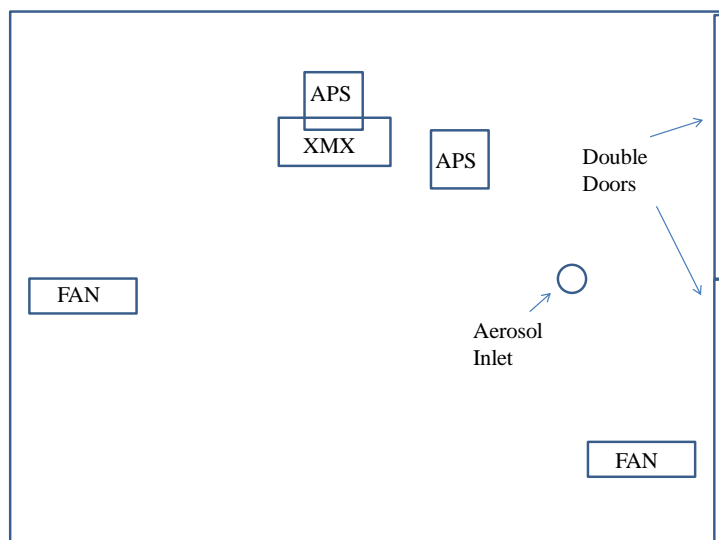 APS
XMX
APS
Double
Doors
FAN
Aerosol
Inlet
FAN